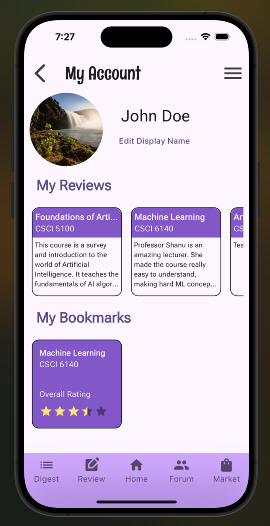 7:27
My Account
John Doe
Edit Display Name
My Reviews
Foundations of Arti...
CSCI 5100
This course is a survey
and introduction to the
world of Artificial
Intelligence. It teaches the
fundamentals of AI algor...
Machine Learning
CSCI 6140
Professor Shanu is an
amazing lecturer. She
made the course really
easy to understand,
making hard ML concep...
Ar
CS
Tes
My Bookmarks
Machine Learning
CSCI 6140
Overall Rating
Digest
Review
Home
Forum
Market